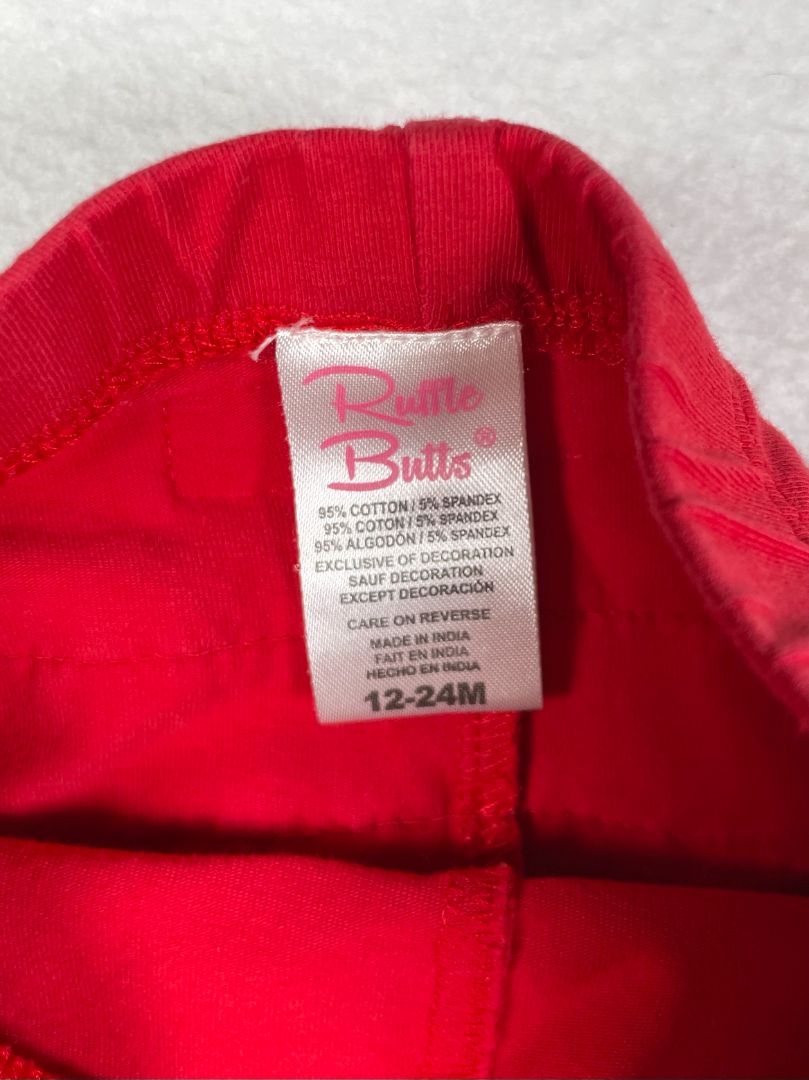 Ruffle
Butts®
95% COTTON / 5% SPANDEX
95% COTON / 5% SPANDEX
95% ALGODÓN / 5% SPANDEX
EXCLUSIVE OF DECORATION
SAUF DECORATION
EXCEPT DECORACIÓN
CARE ON REVERSE
MADE IN INDIA
FAIT EN INDIA
HECHO EN INDIA
12-24M